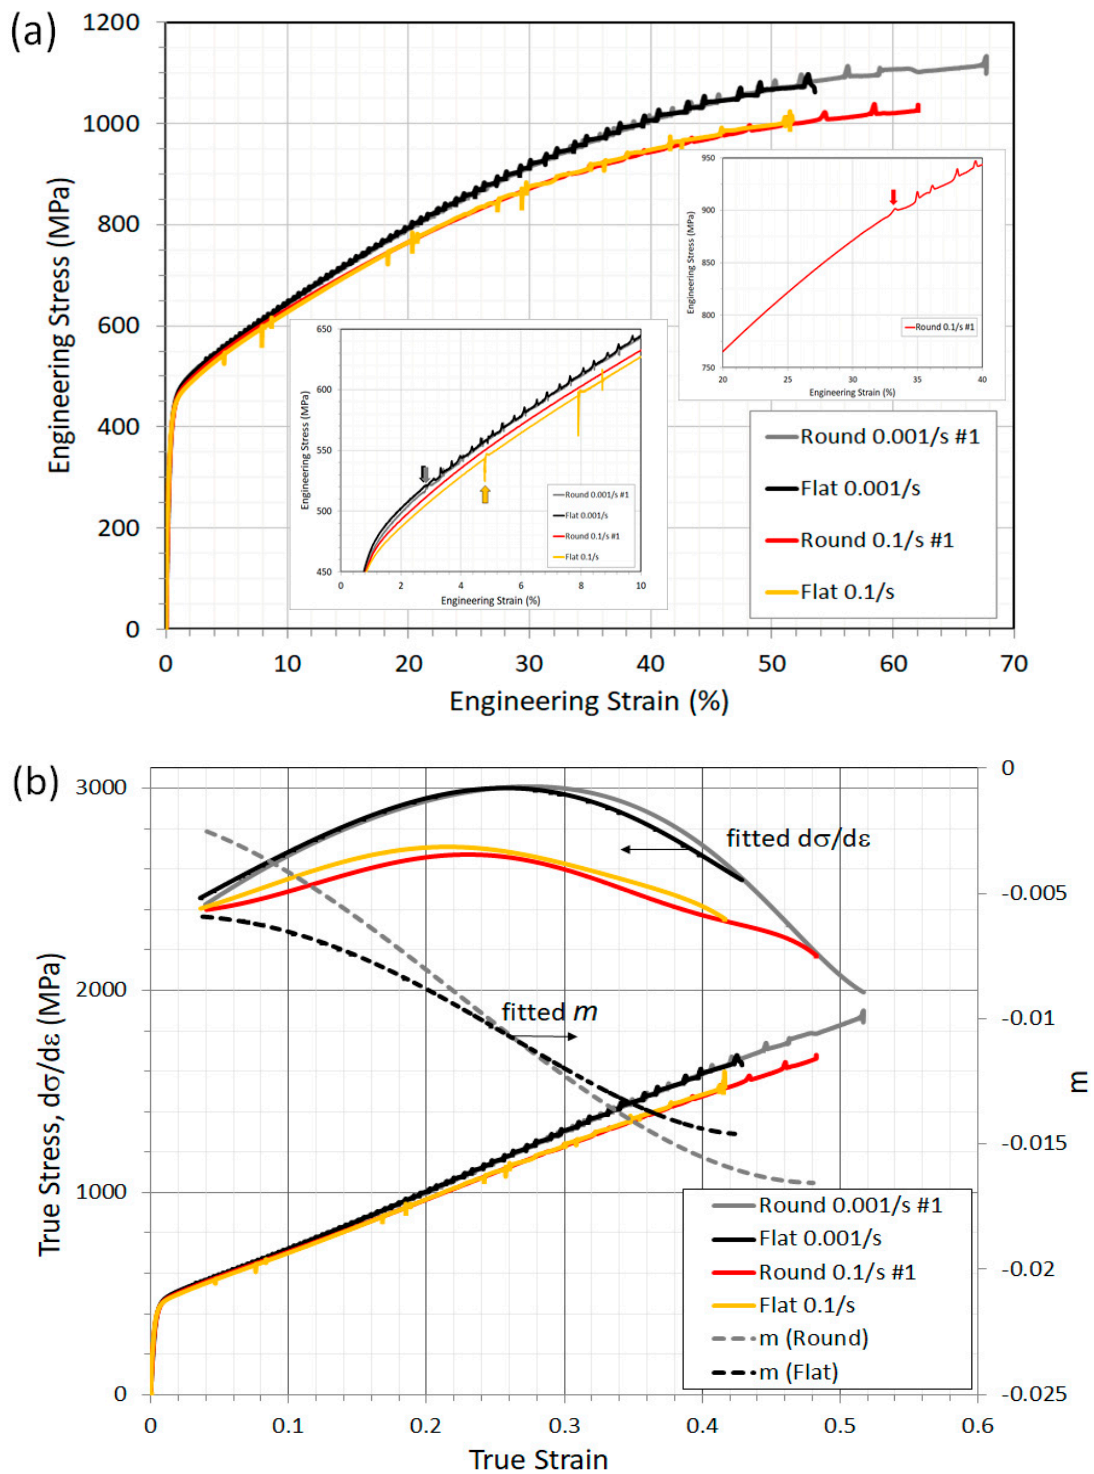 (a)
1200
1000
800
600
400
200
0
Engineering Stress (MPa)
0 10 20 30 40 50 60 70
Engineering Strain (%)
950
900
850
800
750
Engineering Stress (MPa)
20 25 30 35 40
Engineering Strain (%)
Round 0.1/s #1
650
600
550
500
450
Engineering Stress (MPa)
0 2 4 6 8 10
Engineering Strain (%)
Round 0.001/s #1
Flat 0.001/s
Round 0.1/s #1
Flat 0.1/s
Round 0.001/s #1
Flat 0.001/s
Round 0.1/s #1
Flat 0.1/s
(b)
3000
2000
1000
0
True Stress, dσ/dε (MPa)
0
-0.005
-0.01
-0.015
-0.02
-0.025
m
fitted dσ/dε
fitted m
Round 0.001/s #1
Flat 0.001/s
Round 0.1/s #1
Flat 0.1/s
m (Round)
m (Flat)
0 0.1 0.2 0.3 0.4 0.5 0.6
True Strain